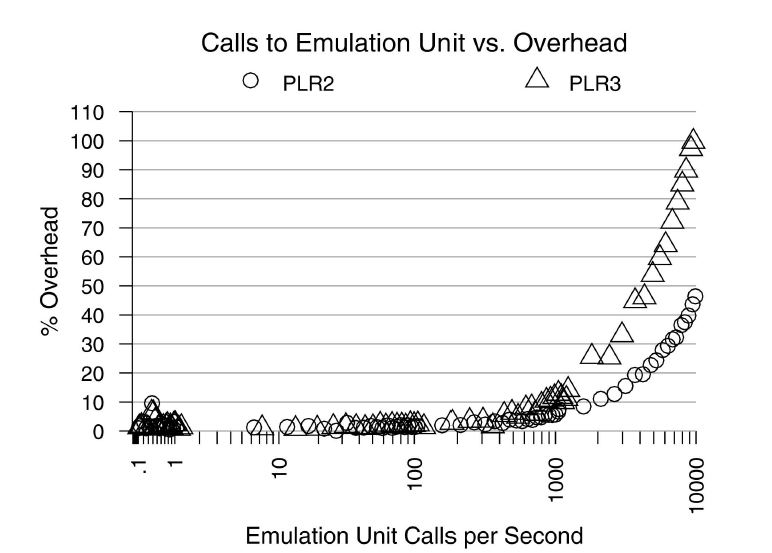 Calls to Emulation Unit vs. Overhead
PLR2 PLR3
110
100
90
80
70
60
50
40
30
20
10
0
% Overhead
.1 1 10 100 1000 10000
Emulation Unit Calls per Second